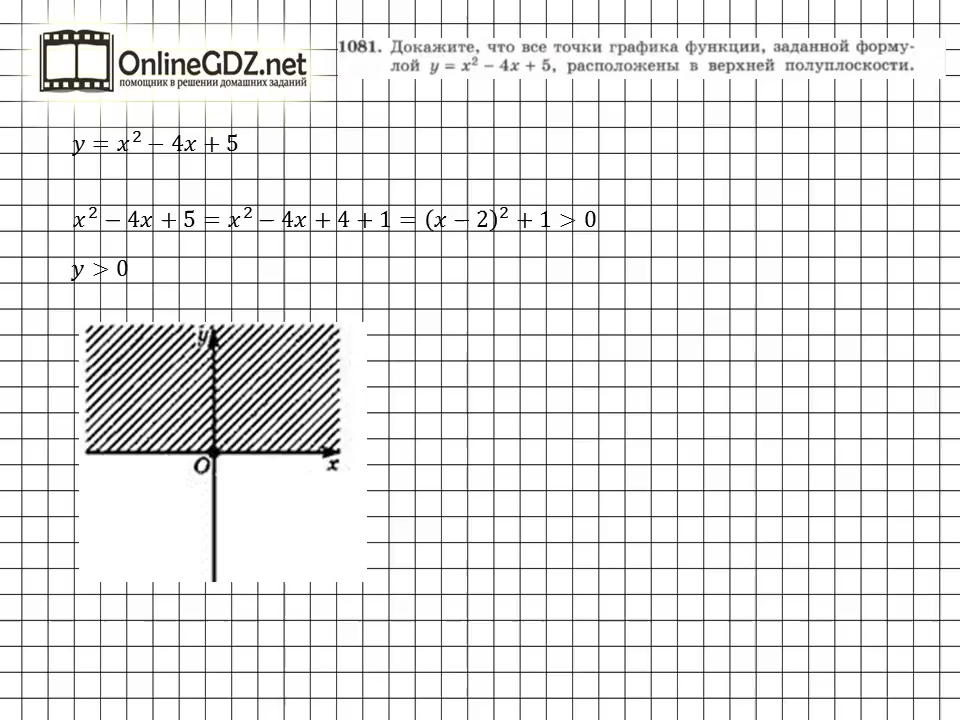 OnlineGDZ.net
помощник в решении домашних заданий
1081. Докажите, что все точки графика функции, заданной форму-
лой y = x² – 4x + 5, расположены в верхней полуплоскости.
y = x² − 4x + 5
x² − 4x + 5 = x² − 4x + 4 + 1 = (x − 2)² + 1 > 0
y > 0
y
O
x